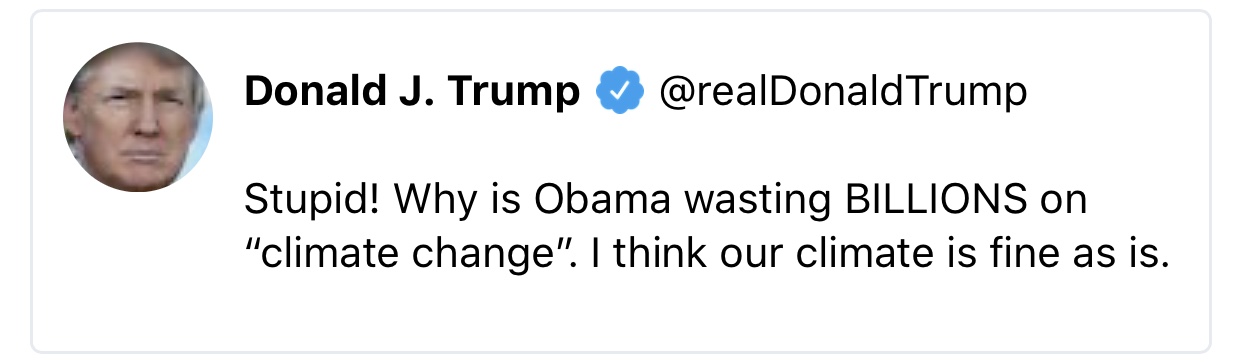 Donald J. Trump @realDonaldTrump
Stupid! Why is Obama wasting BILLIONS on
“climate change”. I think our climate is fine as is.